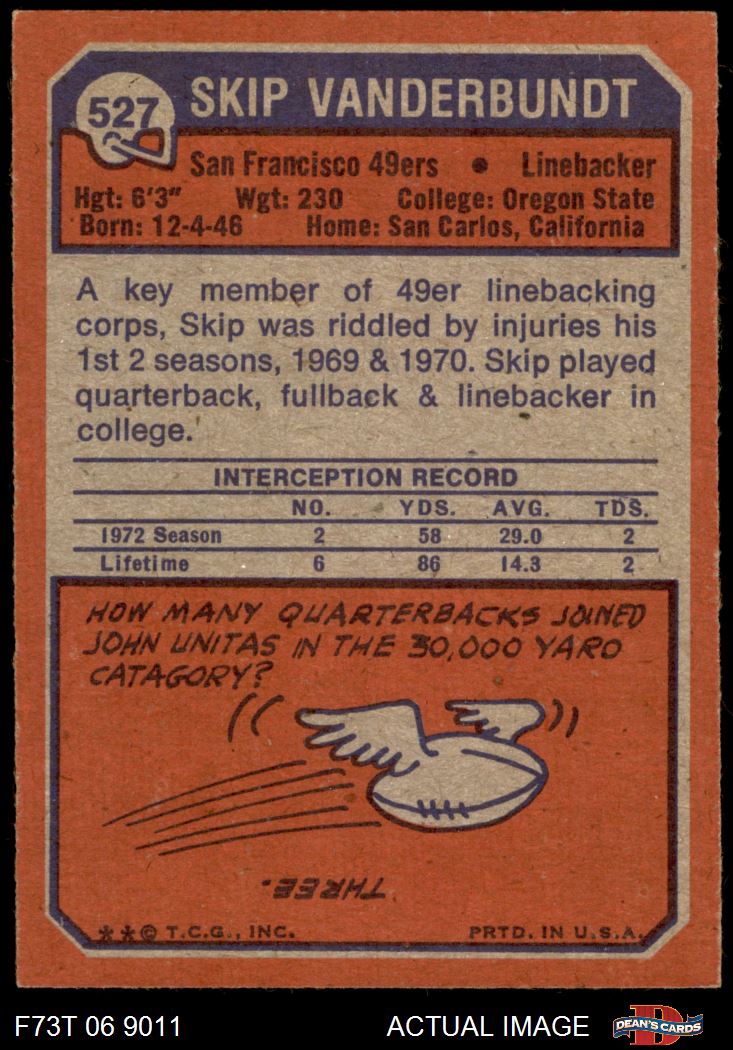 527
SKIP VANDERBUNDT
San Francisco 49ers • Linebacker
Hgt: 6'3" Wgt: 230 College: Oregon State
Born: 12-4-46 Home: San Carlos, California
A key member of 49er linebacking
corps, Skip was riddled by injuries his
1st 2 seasons, 1969 & 1970. Skip played
quarterback, fullback & linebacker in
college.
INTERCEPTION RECORD
NO. YDS. AVG. TDS.
1972 Season 2 58 29.0 2
Lifetime 6 86 14.3 2
HOW MANY QUARTERBACKS JOINED
JOHN UNITAS IN THE 30,000 YARD
CATAGORY?
THREE.
**© T.C.G., INC. PRTD. IN U.S.A.
F73T 06 9011 ACTUAL IMAGE
D
DEAN'S CARDS